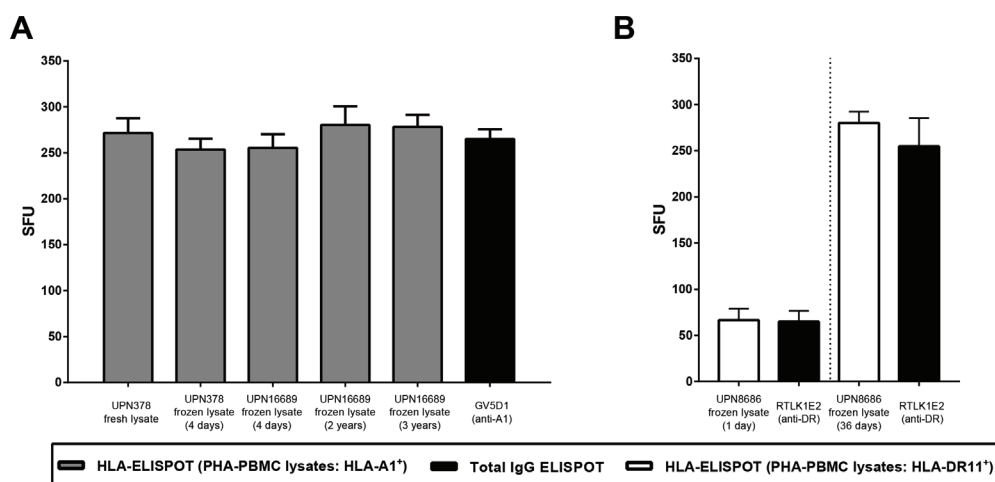 A
B
350
300
250
200
150
100
50
0
SFU
UPN378
fresh lysate
UPN378
frozen lysate
(4 days)
UPN16689
frozen lysate
(4 days)
UPN16689
frozen lysate
(2 years)
UPN16689
frozen lysate
(3 years)
GV5D1
(anti-A1)
350
300
250
200
150
100
50
0
SFU
UPN8686
frozen lysate
(1 day)
RTLK1E2
(anti-DR)
UPN8686
frozen lysate
(36 days)
RTLK1E2
(anti-DR)
HLA-ELISPOT (PHA-PBMC lysates: HLA-A1⁺)
Total IgG ELISPOT
HLA-ELISPOT (PHA-PBMC lysates: HLA-DR11⁺)